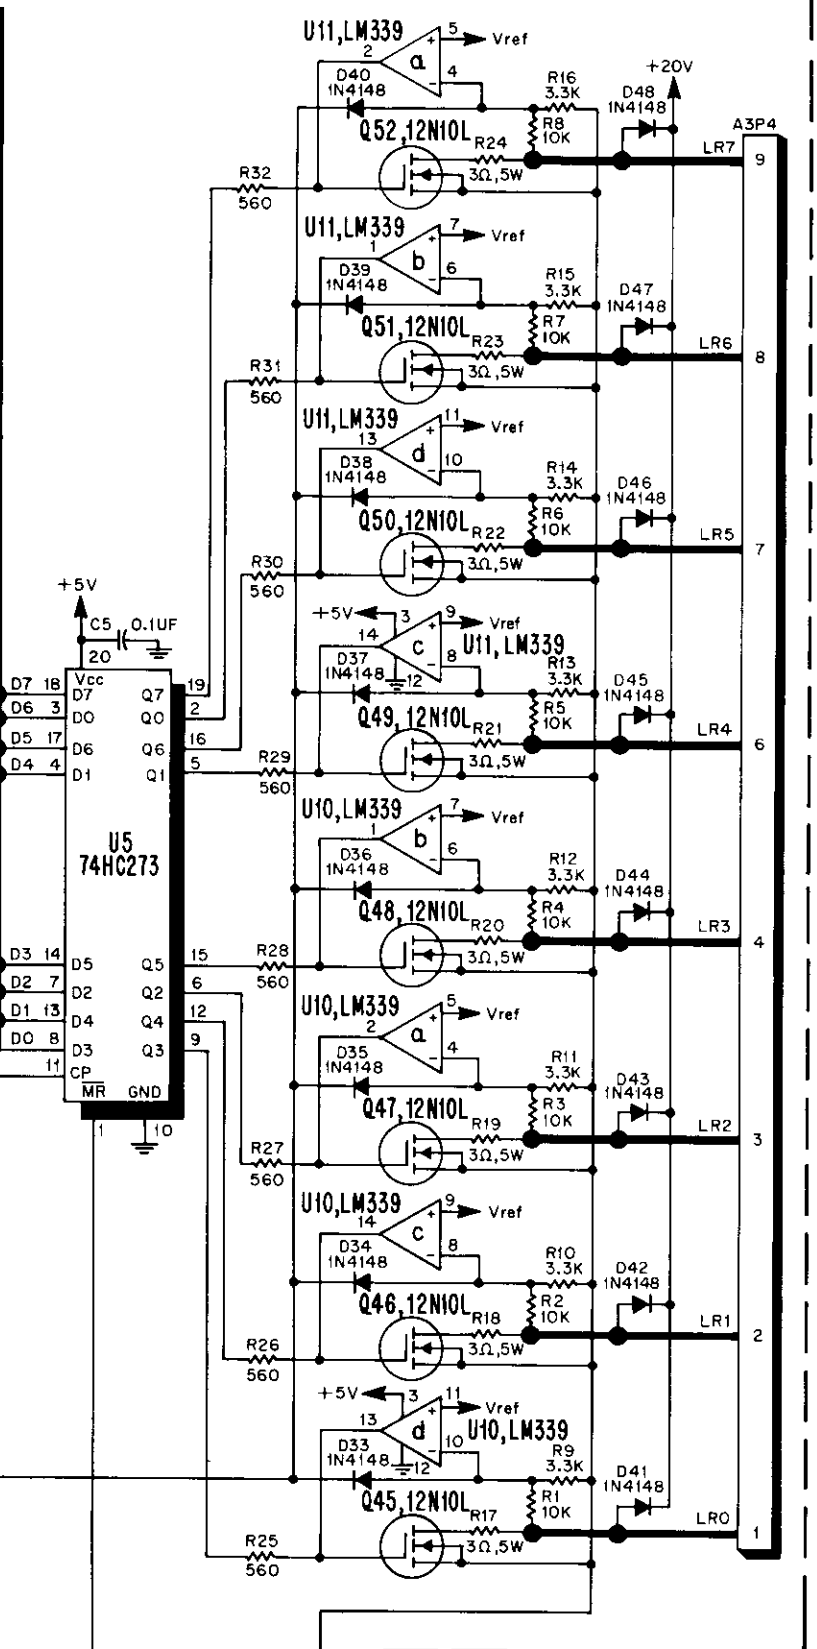 U11,LM339
2
a
5
Vref
4
D40
1N4148
R16
3.3K
D48
1N4148
+20V
R8
10K
A3P4
Q52,12N10L
R24
3Ω,5W
LR7
9
R32
560
U11,LM339
1
b
7
Vref
6
D39
1N4148
R15
3.3K
D47
1N4148
R7
10K
Q51,12N10L
R23
3Ω,5W
LR6
8
R31
560
U11,LM339
13
d
11
Vref
10
D38
1N4148
R14
3.3K
D46
1N4148
R6
10K
Q50,12N10L
R22
3Ω,5W
LR5
7
R30
560
+5V
3
9
Vref
14
c
8
U11,LM339
12
D37
1N4148
R13
3.3K
D45
1N4148
R5
10K
Q49,12N10L
R21
3Ω,5W
LR4
6
R29
560
+5V
C5
0.1UF
20
Vcc
D7 18 D7 Q7 19
D6 3 D0 Q0 2
D5 17 D6 Q6 16
D4 4 D1 Q1 5
U5
74HC273
D3 14 D5 Q5 15
D2 7 D2 Q2 6
D1 13 D4 Q4 12
D0 8 D3 Q3 9
11 CP
MR GND
1 10
U10,LM339
1
b
7
Vref
6
D36
1N4148
R12
3.3K
D44
1N4148
R4
10K
Q48,12N10L
R20
3Ω,5W
LR3
4
R28
560
U10,LM339
2
a
5
Vref
4
D35
1N4148
R11
3.3K
D43
1N4148
R3
10K
Q47,12N10L
R19
3Ω,5W
LR2
3
R27
560
U10,LM339
14
c
9
Vref
8
D34
1N4148
R10
3.3K
D42
1N4148
R2
10K
Q46,12N10L
R18
3Ω,5W
LR1
2
R26
560
+5V
3
11
Vref
13
d
10
U10,LM339
12
D33
1N4148
R9
3.3K
D41
1N4148
R1
10K
Q45,12N10L
R17
3Ω,5W
LR0
1
R25
560